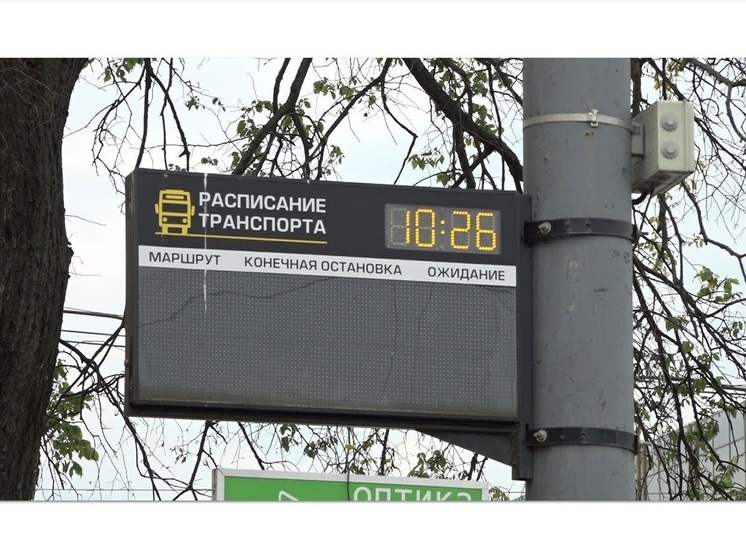 РАСПИСАНИЕ
ТРАНСПОРТА
10:26
МАРШРУТ КОНЕЧНАЯ ОСТАНОВКА ОЖИДАНИЕ
ОПТИКА